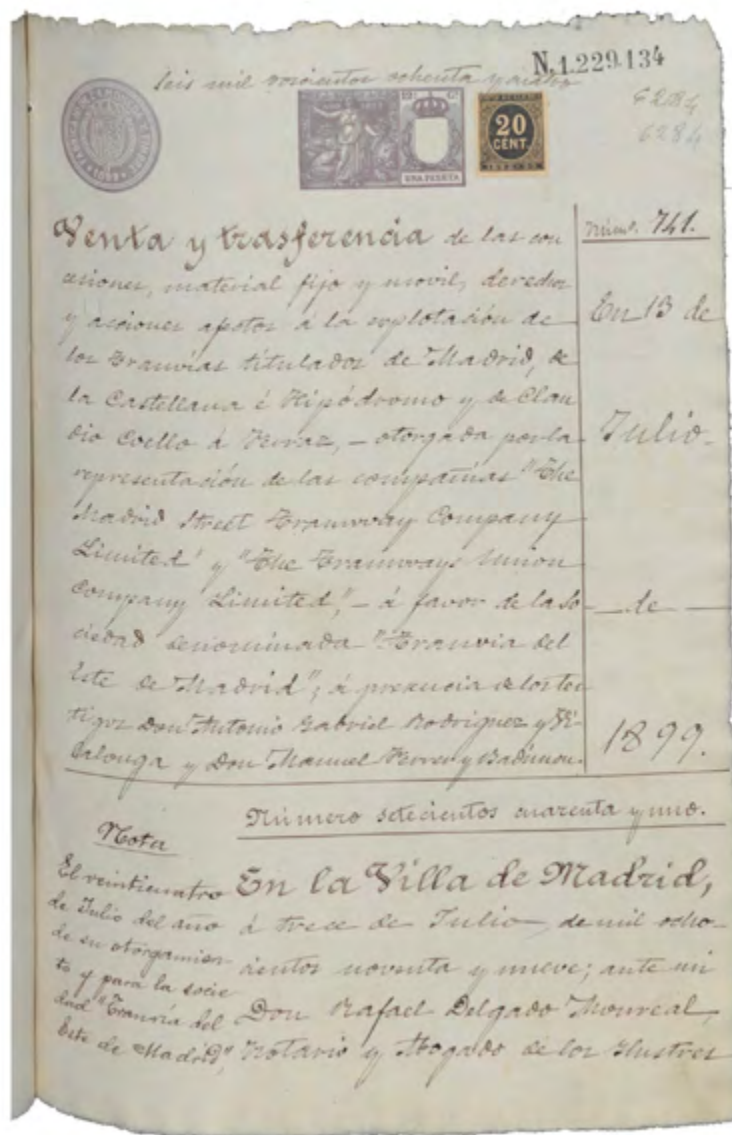 N.1.229.134
seis mil doscientos ochenta y cuatro
6284
6284
UNA PESETA
20
CENT.
Venta y trasferencia de las con
cesiones, material fijo y movil, derechos
y acciones afectos á la esplotación de
los tranvías titulados de Madrid, de
la Castellana é Hipódromo y de Clau
dio Coello á Ferraz, – otorgada por la
representación de las compañias "The
Madrid Street Tramway Company
Limited" y "The Tramways Union
Company Limited", – á favor de la So
ciedad denominada "Tranvía del
Este de Madrid"; á presencia de los tes
tigos Don Antonio Gabriel Rodriguez y Vi
lalonga y Don Manuel Ferrer y
Núm. 741.
En 13 de
Julio
de
1899.
Número setecientos cuarenta y uno.
Nota
El veinticuatro
de Julio del año
de su otorgamien
to y para la socie
dad "Tranvía del
Este de Madrid",
En la Villa de Madrid,
á trece de Julio, de mil ocho-
cientos noventa y nueve; ante mi
Don Rafael Delgado Monreal,
Notario y Abogado de los Ilustres